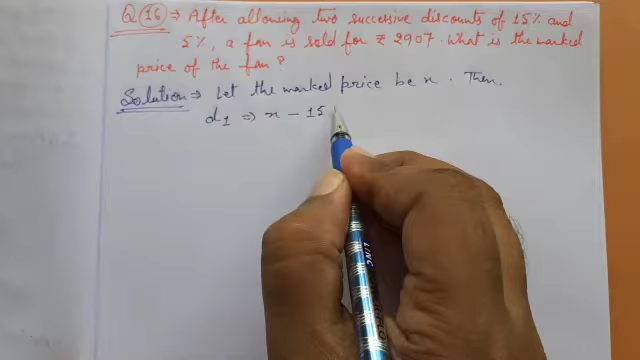 Q(16) ⇒ After allowing two successive discounts of 15% and
5%, a fan is sold for ₹ 2907. What is the marked
price of the fan?
Solution ⇒ Let the marked price be x. Then.
d1 ⇒ x - 15
LINC